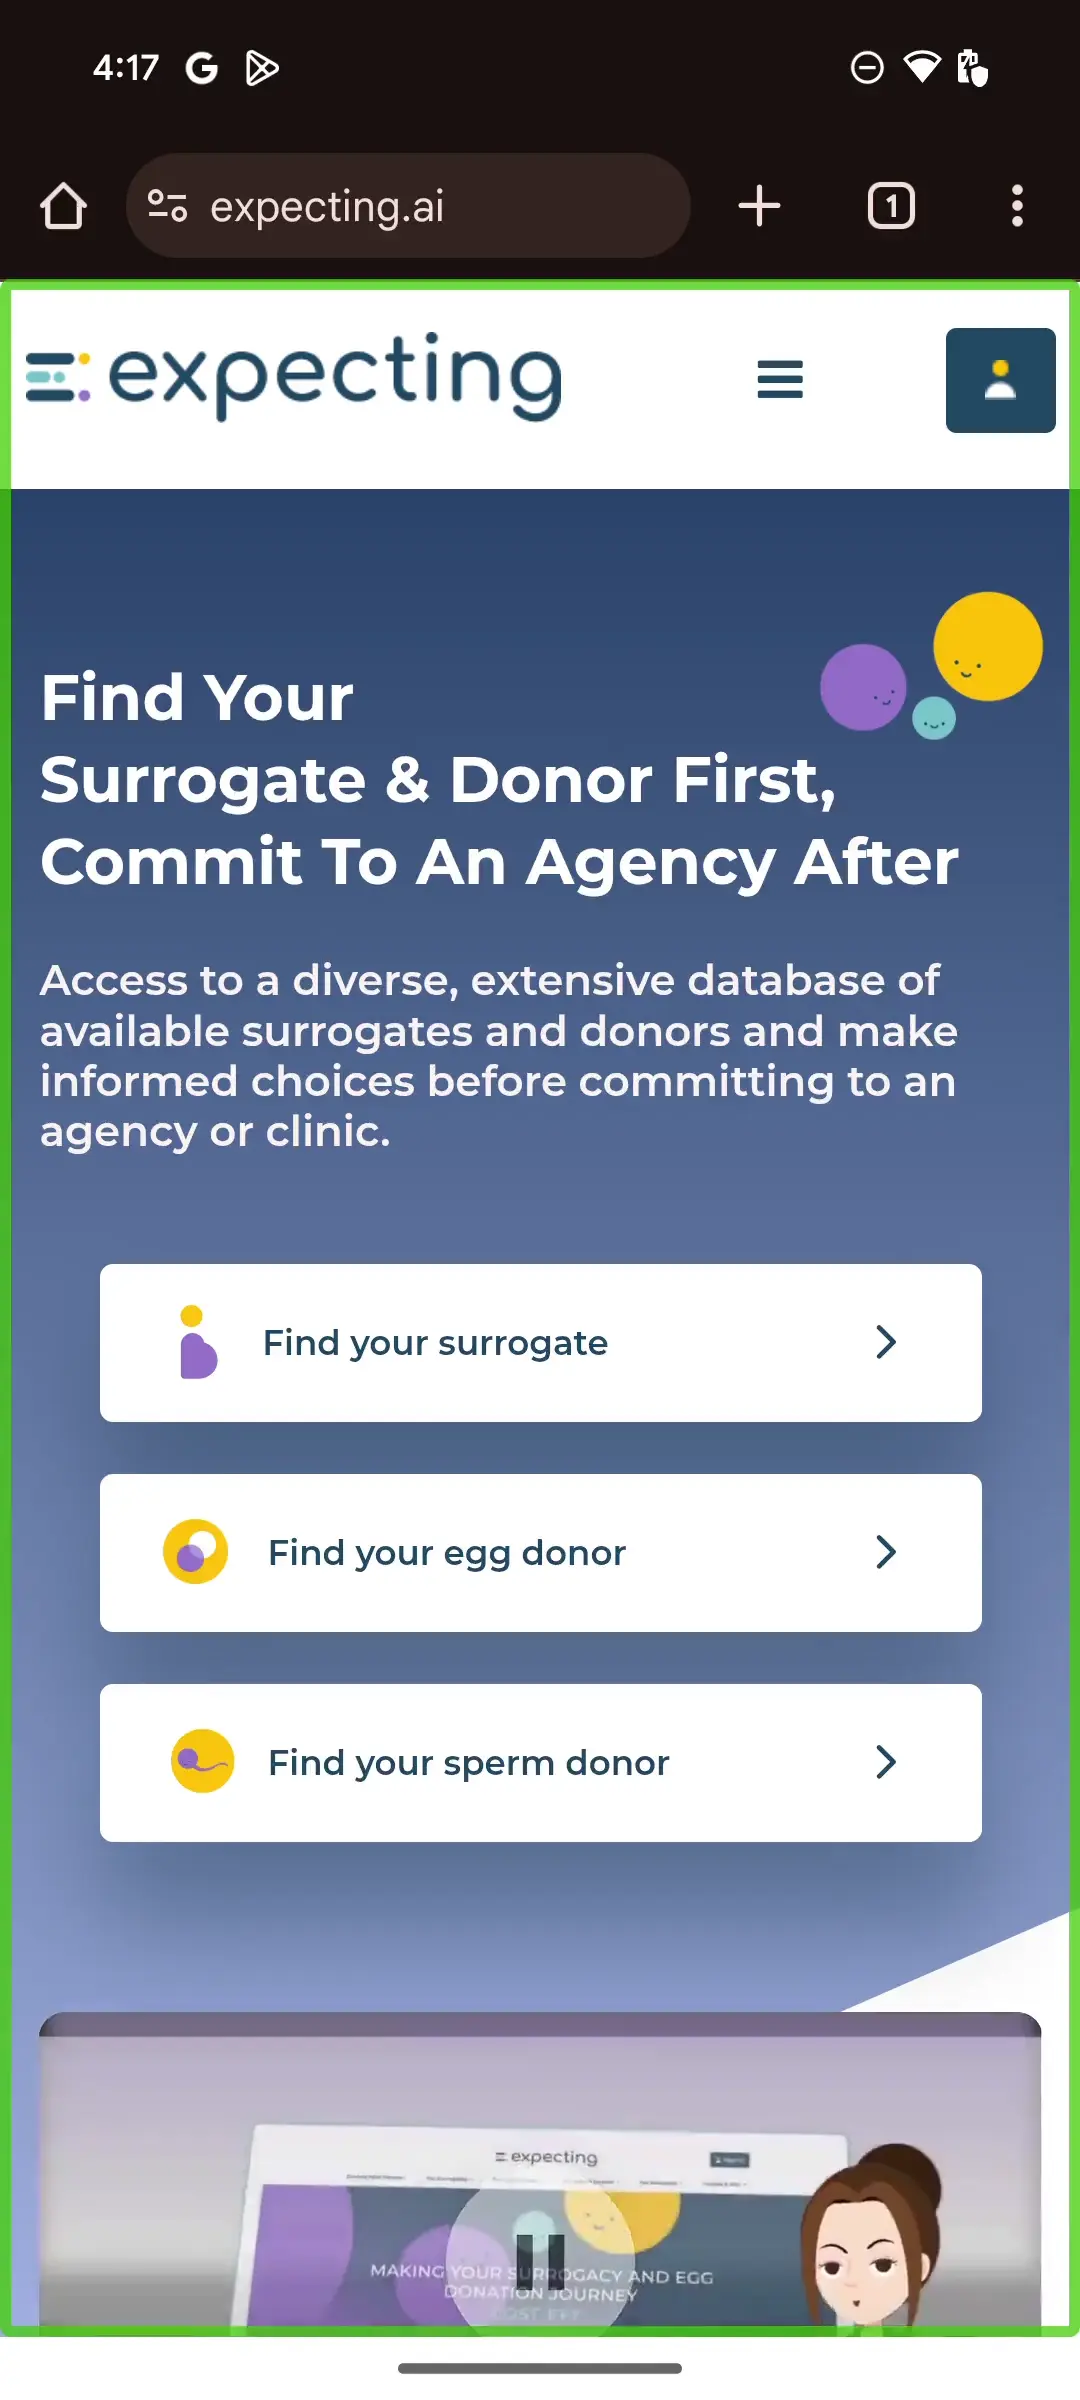 4:17
expecting.ai
1
expecting
Find Your
Surrogate & Donor First,
Commit To An Agency After
Access to a diverse, extensive database of
available surrogates and donors and make
informed choices before committing to an
agency or clinic.
Find your surrogate
Find your egg donor
Find your sperm donor
expecting
MAKING YOUR SURROGACY AND EGG
DONATION JOURNEY